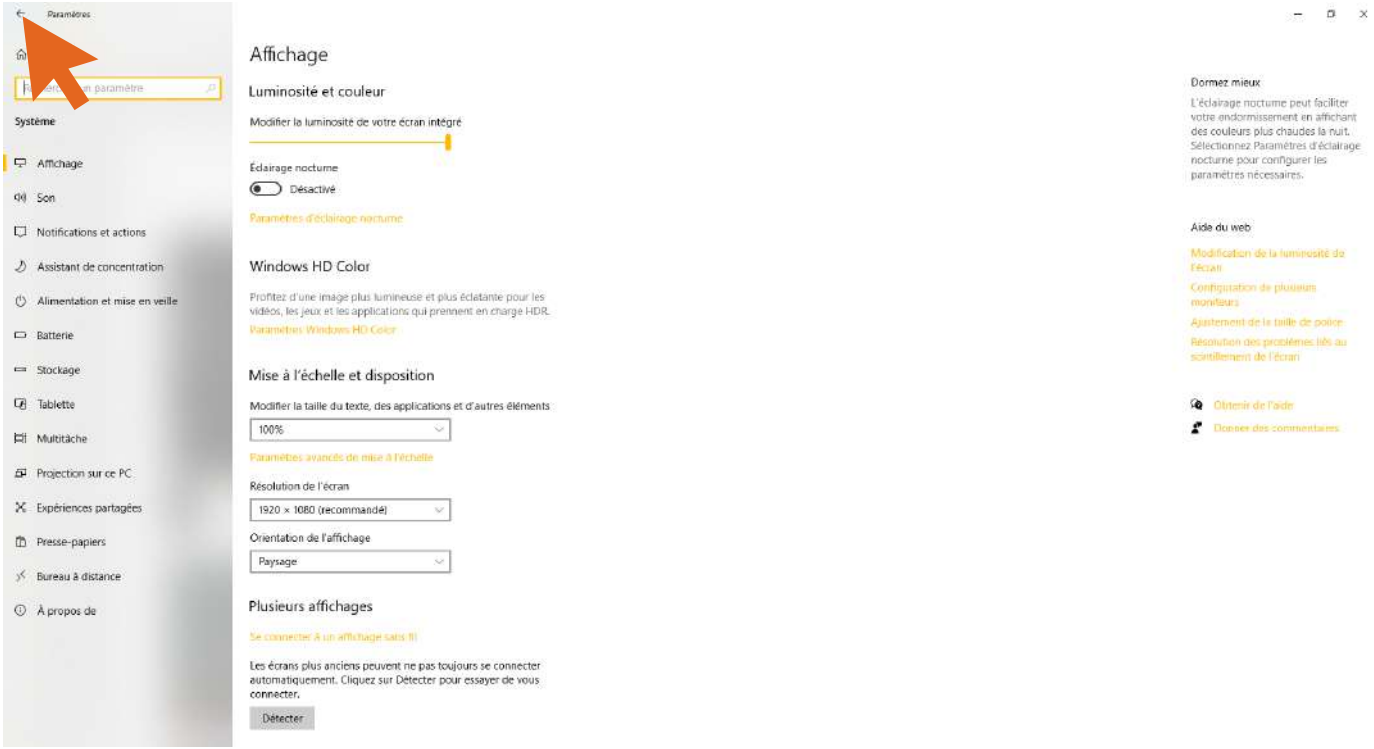 Paramètres
Rechercher un paramètre
Système
Affichage
Son
Notifications et actions
Assistant de concentration
Alimentation et mise en veille
Batterie
Stockage
Tablette
Multitâche
Projection sur ce PC
Expériences partagées
Presse-papiers
Bureau à distance
À propos de
Affichage
Luminosité et couleur
Modifier la luminosité de votre écran intégré
Éclairage nocturne
Désactivé
Paramètres d'éclairage nocturne
Windows HD Color
Profitez d'une image plus lumineuse et plus éclatante pour les
vidéos, les jeux et les applications qui prennent en charge HDR.
Paramètres Windows HD Color
Mise à l'échelle et disposition
Modifier la taille du texte, des applications et d'autres éléments
100%
Paramètres avancés de mise à l'échelle
Résolution de l'écran
1920 × 1080 (recommandé)
Orientation de l'affichage
Paysage
Plusieurs affichages
Se connecter à un affichage sans fil
Les écrans plus anciens peuvent ne pas toujours se connecter
automatiquement. Cliquez sur Détecter pour essayer de vous
connecter.
Détecter
Dormez mieux
L'éclairage nocturne peut faciliter
votre endormissement en affichant
des couleurs plus chaudes la nuit.
Sélectionnez Paramètres d'éclairage
nocturne pour configurer les
paramètres nécessaires.
Aide du web
Modification de la luminosité de
l'écran
Configuration de plusieurs
moniteurs
Ajustement de la taille de police
Résolution des problèmes liés au
scintillement de l'écran
Obtenir de l'aide
Donner des commentaires